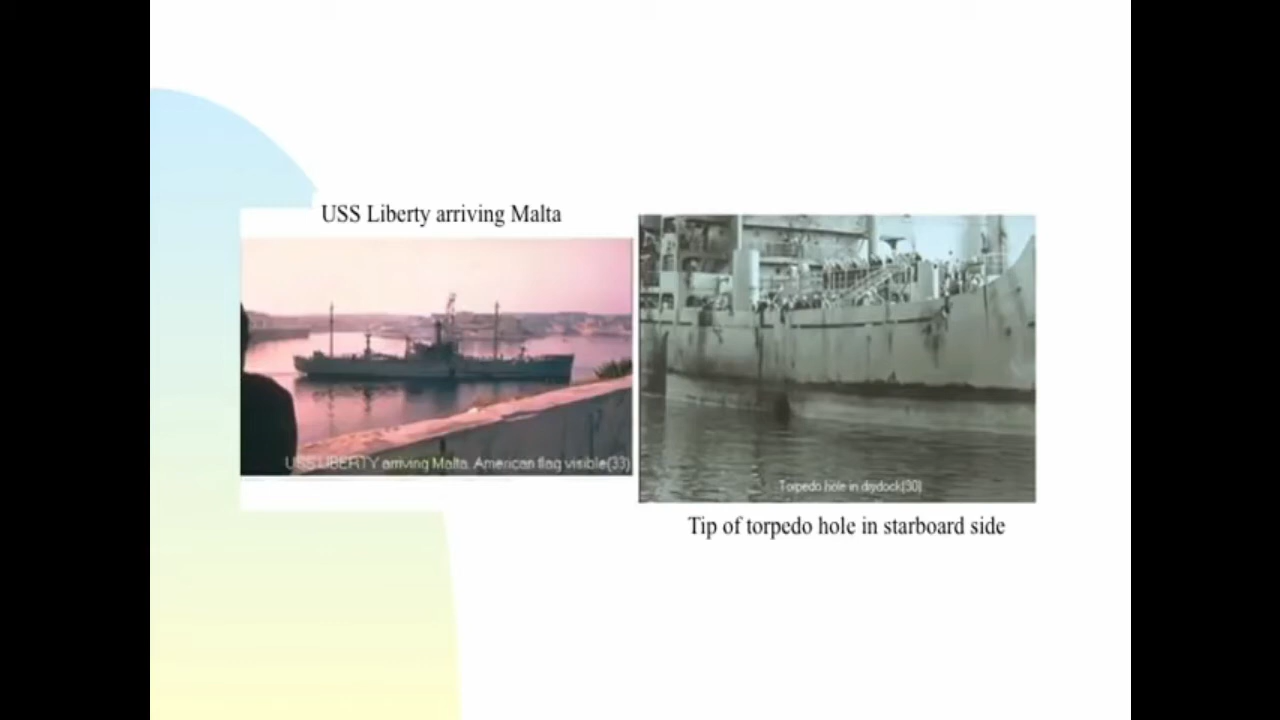 USS Liberty arriving Malta
USS LIBERTY arriving Malta. American flag visible(33)
Torpedo hole in drydock(30)
Tip of torpedo hole in starboard side